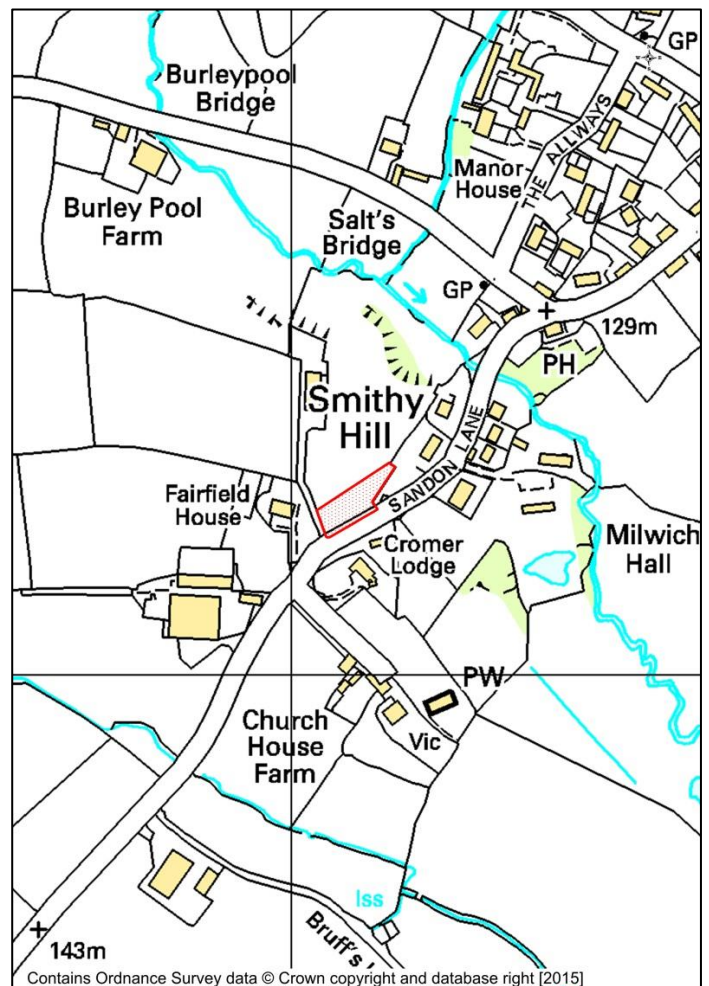 GP
Burleypool
Bridge
THE ALLWAYS
Manor
House
Burley Pool
Farm
Salt's
Bridge
GP
129m
PH
Smithy
Hill
SANDON LANE
Fairfield
House
Cromer
Lodge
Milwich
Hall
PW
Church
House
Farm
Vic
Iss
Bruff's
143m
Contains Ordnance Survey data © Crown copyright and database right [2015]